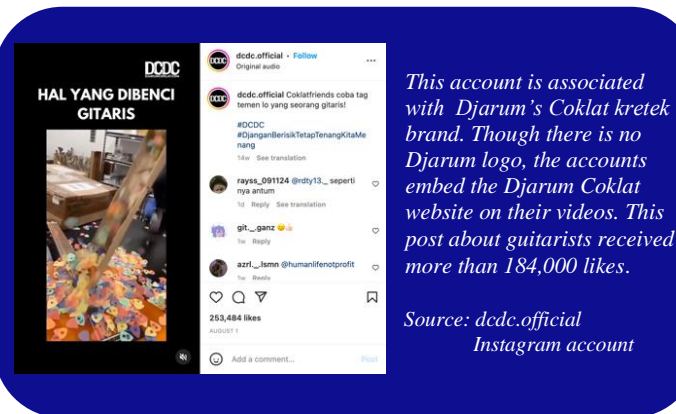 DCDC
HAL YANG DIBENCI
GITARIS
DCDC
dcdc.official • Follow
Original audio
DCDC
dcdc.official Coklatfriends coba tag
temen lo yang seorang gitaris!
#DCDC
#DjanganBerisikTetapTenangKitaMe
nang
14w See translation
rayss_091124 @rdty13._ seperti
nya antum
1d Reply See translation
git._.ganz 😁👍
1w Reply
azrl._.lsmn @humanlifenotprofit
1w Reply
253,484 likes
AUGUST 1
Add a comment...
Post
This account is associated
with Djarum’s Coklat kretek
brand. Though there is no
Djarum logo, the accounts
embed the Djarum Coklat
website on their videos. This
post about guitarists received
more than 184,000 likes.
Source: dcdc.official
Instagram account